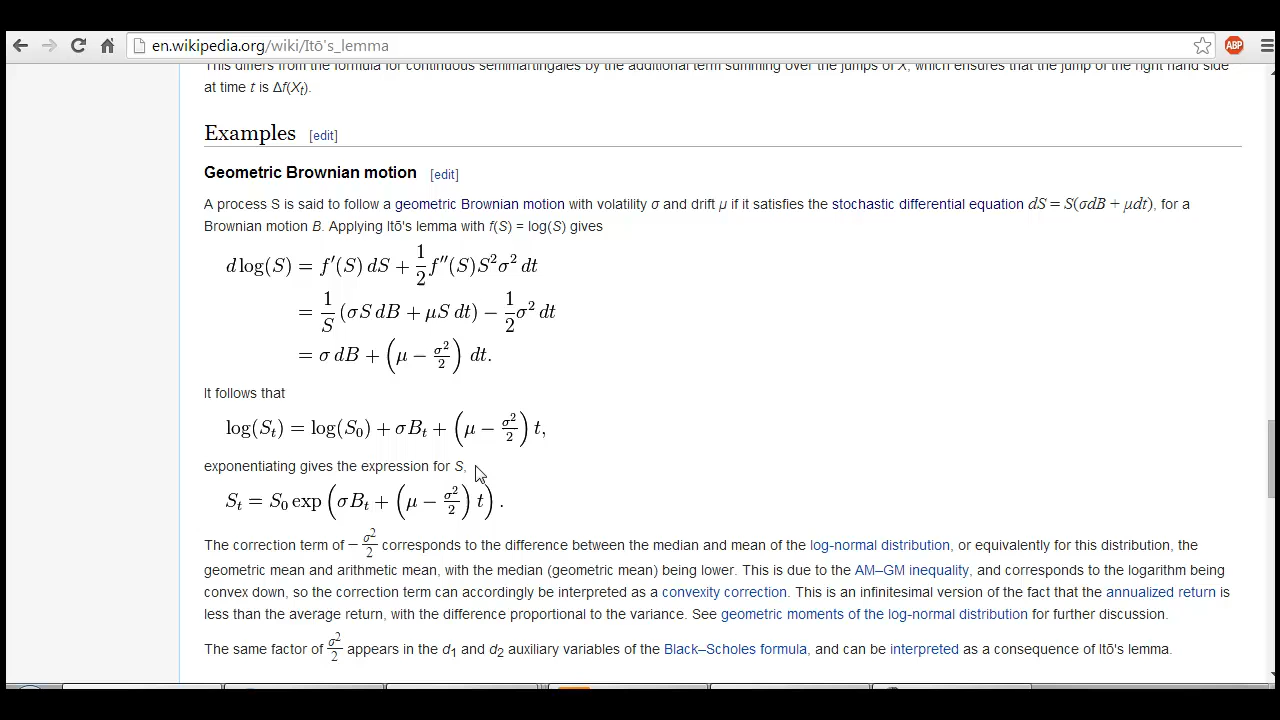 en.wikipedia.org/wiki/Itō's_lemma
ABP
This differs from the formula for continuous semimartingales by the additional term summing over the jumps of X, which ensures that the jump of the right hand side
at time t is Δf(Xt).
Examples [edit]
Geometric Brownian motion [edit]
A process S is said to follow a geometric Brownian motion with volatility σ and drift μ if it satisfies the stochastic differential equation dS = S(σdB + μdt), for a
Brownian motion B. Applying Itō's lemma with f(S) = log(S) gives
d log(S) = f′(S) dS + 1/2 f″(S)S² σ² dt
= 1/S (σS dB + μS dt) − 1/2 σ² dt
= σ dB + (μ − σ²/2) dt.
It follows that
log(St) = log(S0) + σBt + (μ − σ²/2) t,
exponentiating gives the expression for S,
St = S0 exp (σBt + (μ − σ²/2) t) .
The correction term of − σ²/2 corresponds to the difference between the median and mean of the log-normal distribution, or equivalently for this distribution, the
geometric mean and arithmetic mean, with the median (geometric mean) being lower. This is due to the AM–GM inequality, and corresponds to the logarithm being
convex down, so the correction term can accordingly be interpreted as a convexity correction. This is an infinitesimal version of the fact that the annualized return is
less than the average return, with the difference proportional to the variance. See geometric moments of the log-normal distribution for further discussion.
The same factor of σ²/2 appears in the d1 and d2 auxiliary variables of the Black–Scholes formula, and can be interpreted as a consequence of Itō's lemma.